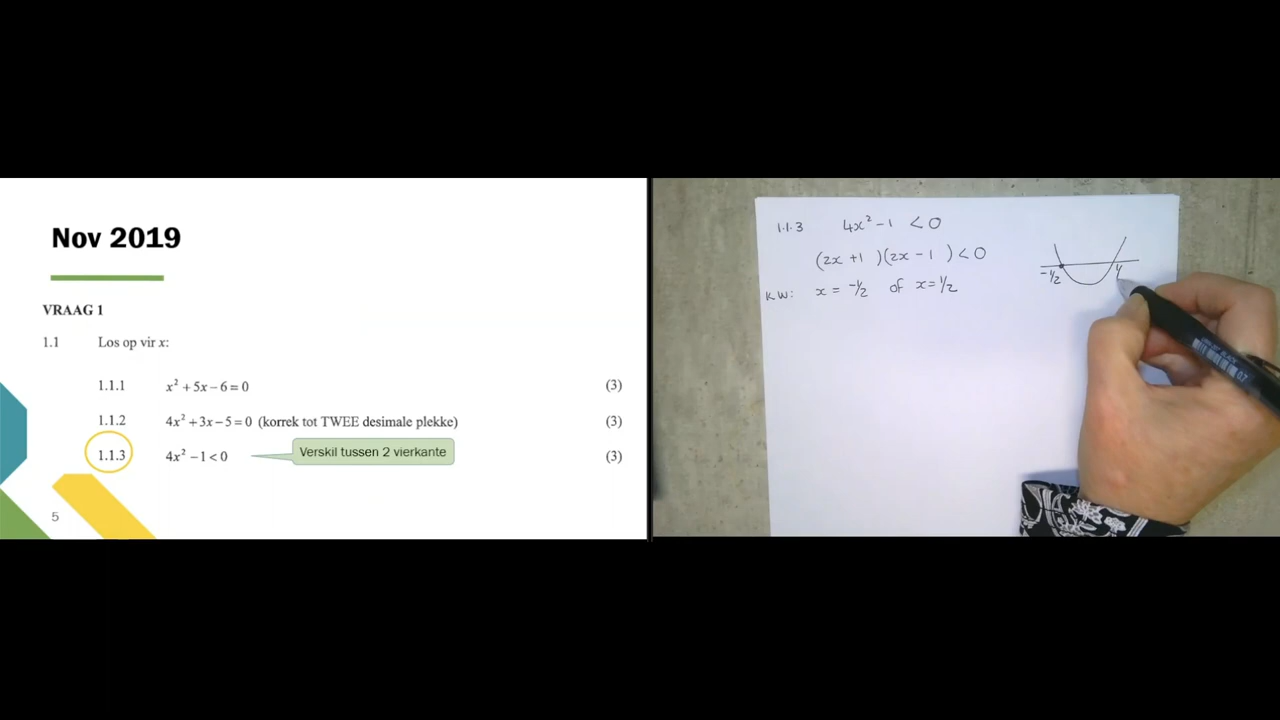 Nov 2019
VRAAG 1
1.1 Los op vir x:
1.1.1 x² + 5x – 6 = 0 (3)
1.1.2 4x² + 3x – 5 = 0 (korrek tot TWEE desimale plekke) (3)
1.1.3 4x² – 1 < 0 (3)
Verskil tussen 2 vierkante
5
1.1.3 4x² - 1 < 0
(2x + 1)(2x - 1) < 0
KW: x = -1/2 of x = 1/2
-1/2